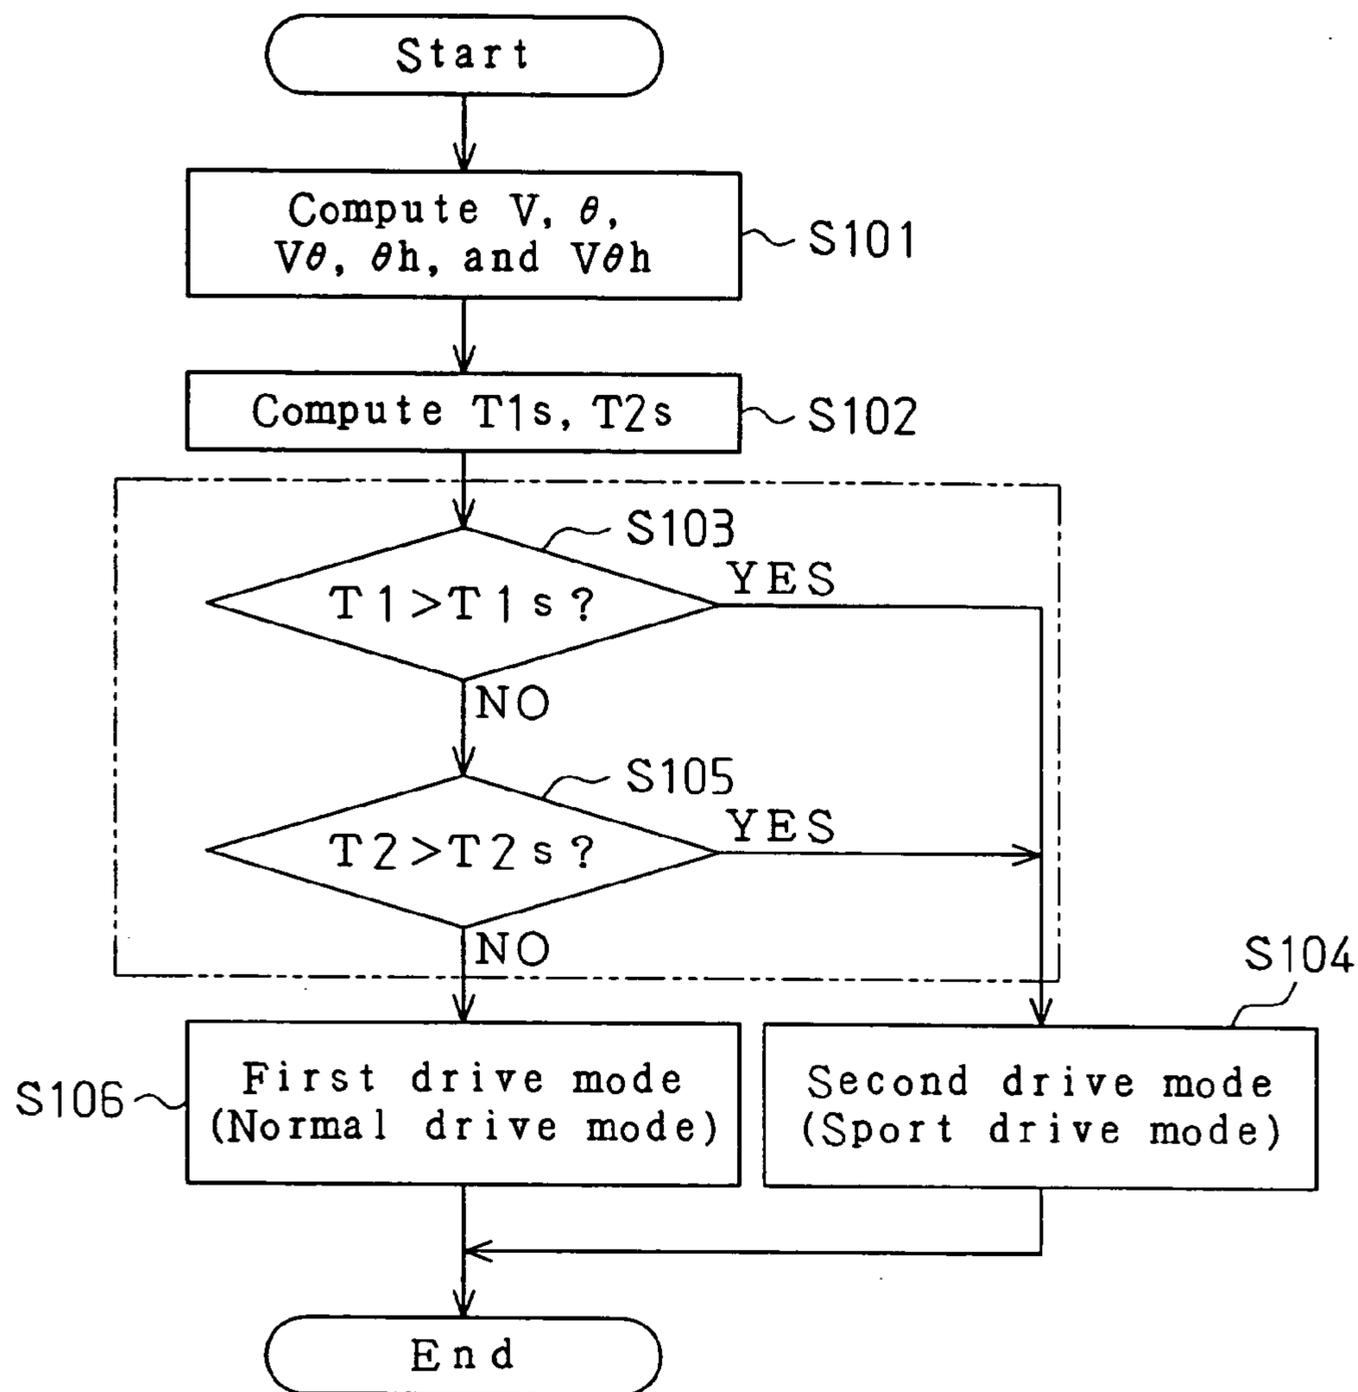 Start
Compute V, θ,
Vθ, θh, and Vθh
S101
Compute T1s, T2s
S102
S103
T1>T1s?
YES
NO
S105
T2>T2s?
YES
NO
S104
First drive mode
(Normal drive mode)
S106
Second drive mode
(Sport drive mode)
End